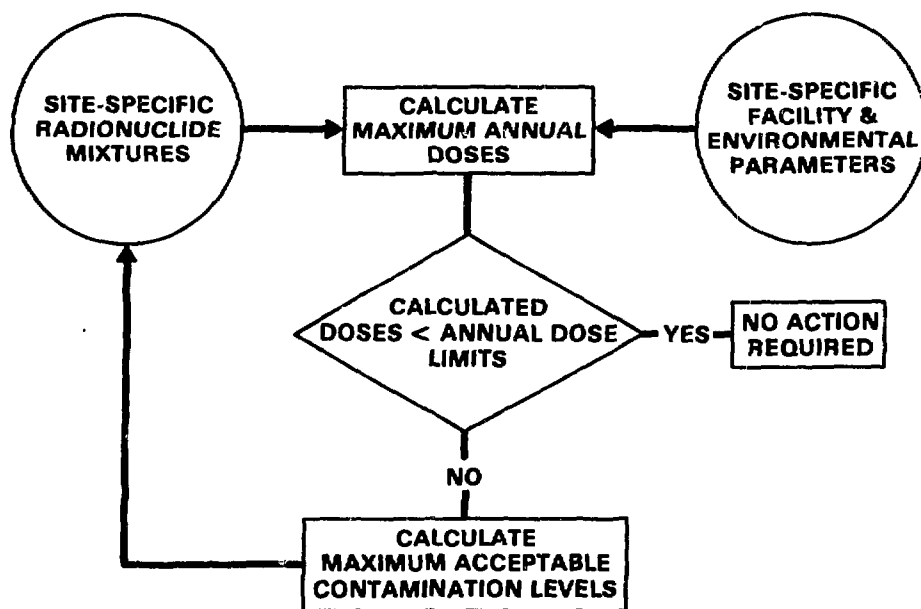 SITE-SPECIFIC
RADIONUCLIDE
MIXTURES
CALCULATE
MAXIMUM ANNUAL
DOSES
SITE-SPECIFIC
FACILITY &
ENVIRONMENTAL
PARAMETERS
CALCULATED
DOSES < ANNUAL DOSE
LIMITS
YES
NO ACTION
REQUIRED
NO
CALCULATE
MAXIMUM ACCEPTABLE
CONTAMINATION LEVELS